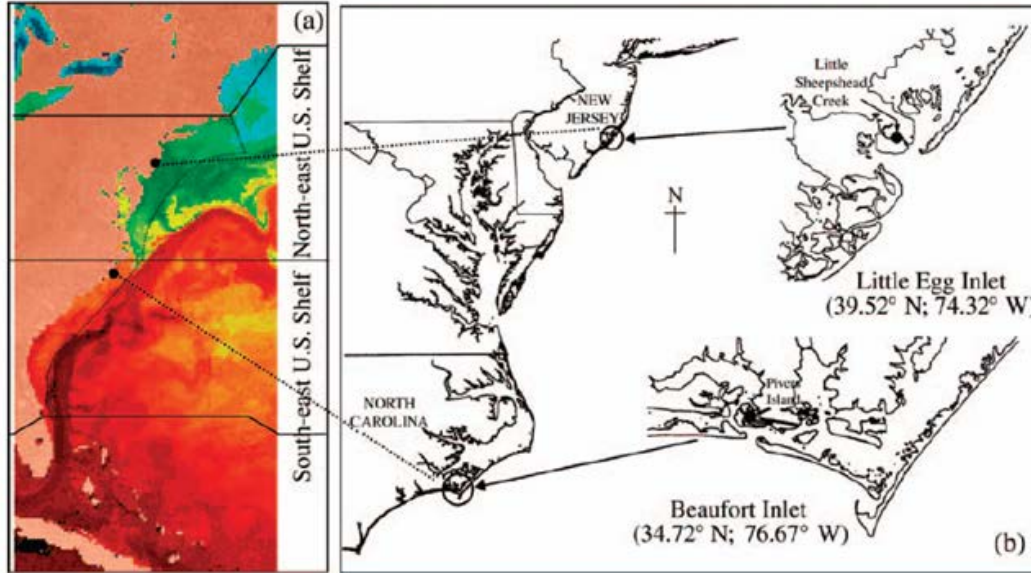 (a)
North-east U.S. Shelf
South-east U.S. Shelf
NEW
JERSEY
N
NORTH
CAROLINA
Little
Sheepshead
Creek
Little Egg Inlet
(39.52° N; 74.32° W)
Pivers
Island
Beaufort Inlet
(34.72° N; 76.67° W)
(b)